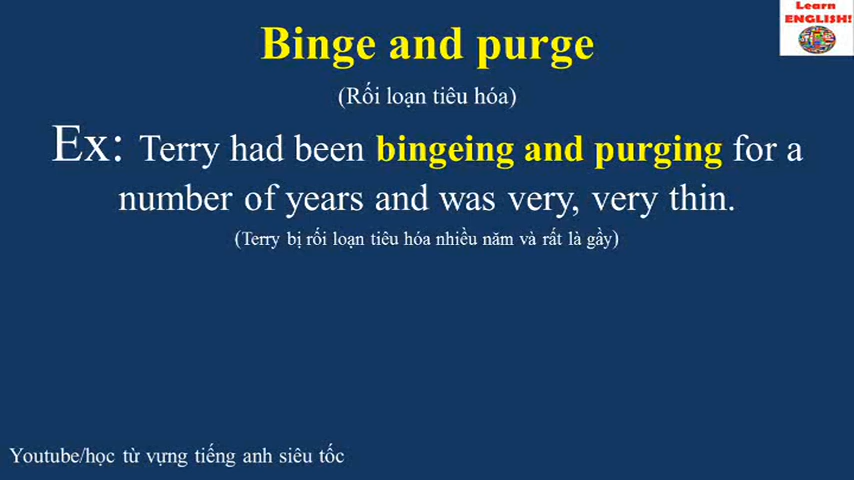 Learn
ENGLISH!
Binge and purge
(Rối loạn tiêu hóa)
Ex: Terry had been bingeing and purging for a
number of years and was very, very thin.
(Terry bị rối loạn tiêu hóa nhiều năm và rất là gầy)
Youtube/học từ vựng tiếng anh siêu tốc